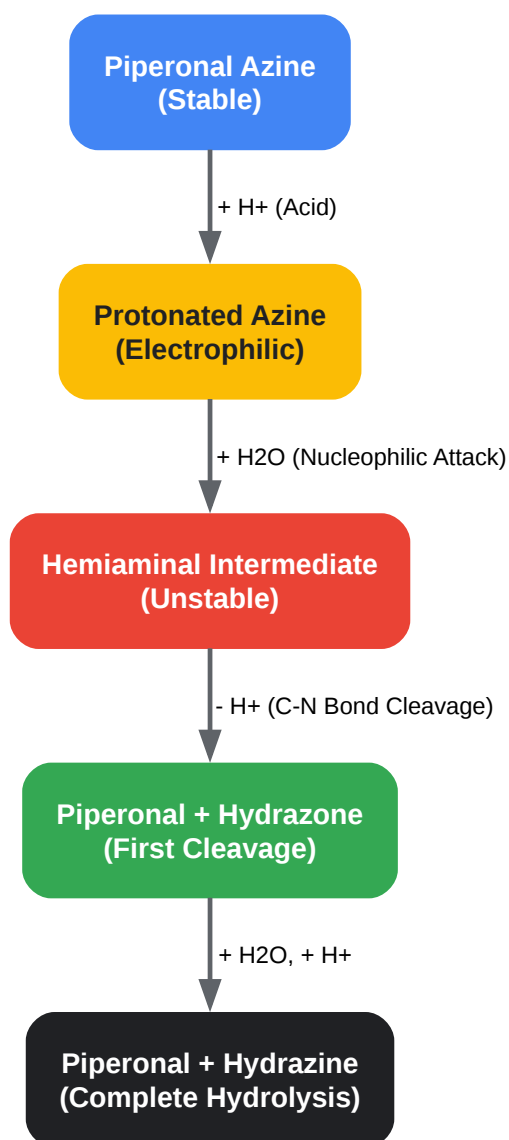 Piperonal Azine
(Stable)
+ H+ (Acid)
Protonated Azine
(Electrophilic)
+ H2O (Nucleophilic Attack)
Hemiaminal Intermediate
(Unstable)
- H+ (C-N Bond Cleavage)
Piperonal + Hydrazone
(First Cleavage)
+ H2O, + H+
Piperonal + Hydrazine
(Complete Hydrolysis)